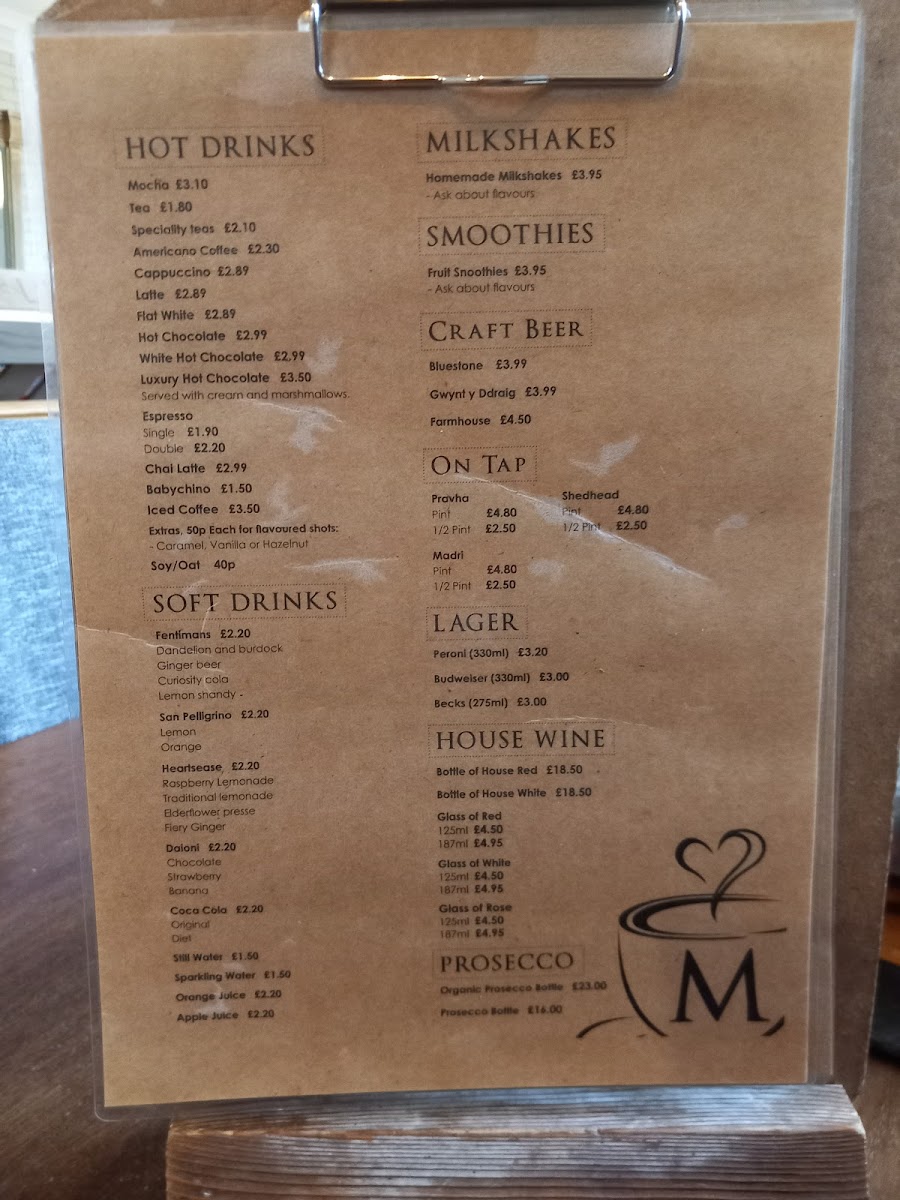 HOT DRINKS
Mocha £3.10
Tea £1.80
Speciality teas £2.10
Americano Coffee £2.30
Cappuccino £2.89
Latte £2.89
Flat White £2.89
Hot Chocolate £2.99
White Hot Chocolate £2.99
Luxury Hot Chocolate £3.50
Served with cream and marshmallows.
Espresso
Single £1.90
Double £2.20
Chai Latte £2.99
Babychino £1.50
Iced Coffee £3.50
Extras, 50p Each for flavoured shots:
- Caramel, Vanilla or Hazelnut
Soy/Oat 40p
SOFT DRINKS
Fentimans £2.20
Dandelion and burdock
Ginger beer
Curiosity cola
Lemon shandy -
San Pelligrino £2.20
Lemon
Orange
Heartsease £2.20
Raspberry Lemonade
Traditional lemonade
Elderflower presse
Fiery Ginger
Daioni £2.20
Chocolate
Strawberry
Banana
Coca Cola £2.20
Original
Diet
Still Water £1.50
Sparkling Water £1.50
Orange Juice £2.20
Apple Juice £2.20
MILKSHAKES
Homemade Milkshakes £3.95
- Ask about flavours
SMOOTHIES
Fruit Smoothies £3.95
- Ask about flavours
CRAFT BEER
Bluestone £3.99
Gwynt y Ddraig £3.99
Farmhouse £4.50
ON TAP
Pravha
Pint £4.80
1/2 Pint £2.50
Shedhead
Pint £4.80
1/2 Pint £2.50
Madri
Pint £4.80
1/2 Pint £2.50
LAGER
Peroni (330ml) £3.20
Budweiser (330ml) £3.00
Becks (275ml) £3.00
HOUSE WINE
Bottle of House Red £18.50
Bottle of House White £18.50
Glass of Red
125ml £4.50
187ml £4.95
Glass of White
125ml £4.50
187ml £4.95
Glass of Rose
125ml £4.50
187ml £4.95
PROSECCO
Organic Prosecco Bottle £23.00
Prosecco Bottle £16.00
M